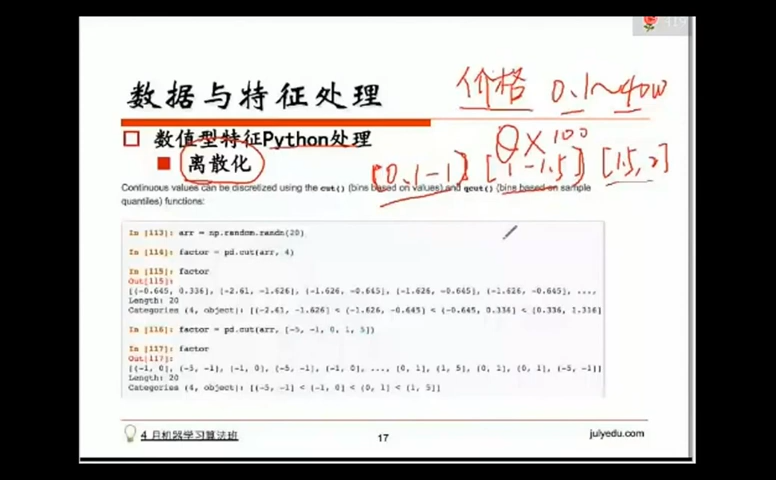 数据与特征处理
价格 0.1~40w
数值型特征Python处理
θ×100
离散化
[0.1-1] [1-1.5] [1.5,2]
Continuous values can be discretized using the cut() (bins based on values) and qcut() (bins based on sample
quantiles) functions:
In [113]: arr = np.random.randn(20)
In [114]: factor = pd.cut(arr, 4)
In [115]: factor
Out[115]:
[(-0.645, 0.336], (-2.61, -1.626], (-1.626, -0.645], (-1.626, -0.645], (-1.626, -0.645], ...,
Length: 20
Categories (4, object): [(-2.61, -1.626] < (-1.626, -0.645] < (-0.645, 0.336] < (0.336, 1.316]
In [116]: factor = pd.cut(arr, [-5, -1, 0, 1, 5])
In [117]: factor
Out[117]:
[(-1, 0], (-5, -1], (-1, 0], (-5, -1], (-1, 0], ..., (0, 1], (1, 5], (0, 1], (0, 1], (-5, -1]]
Length: 20
Categories (4, object): [(-5, -1] < (-1, 0] < (0, 1] < (1, 5]]
4 月机器学习算法班
17
julyedu.com